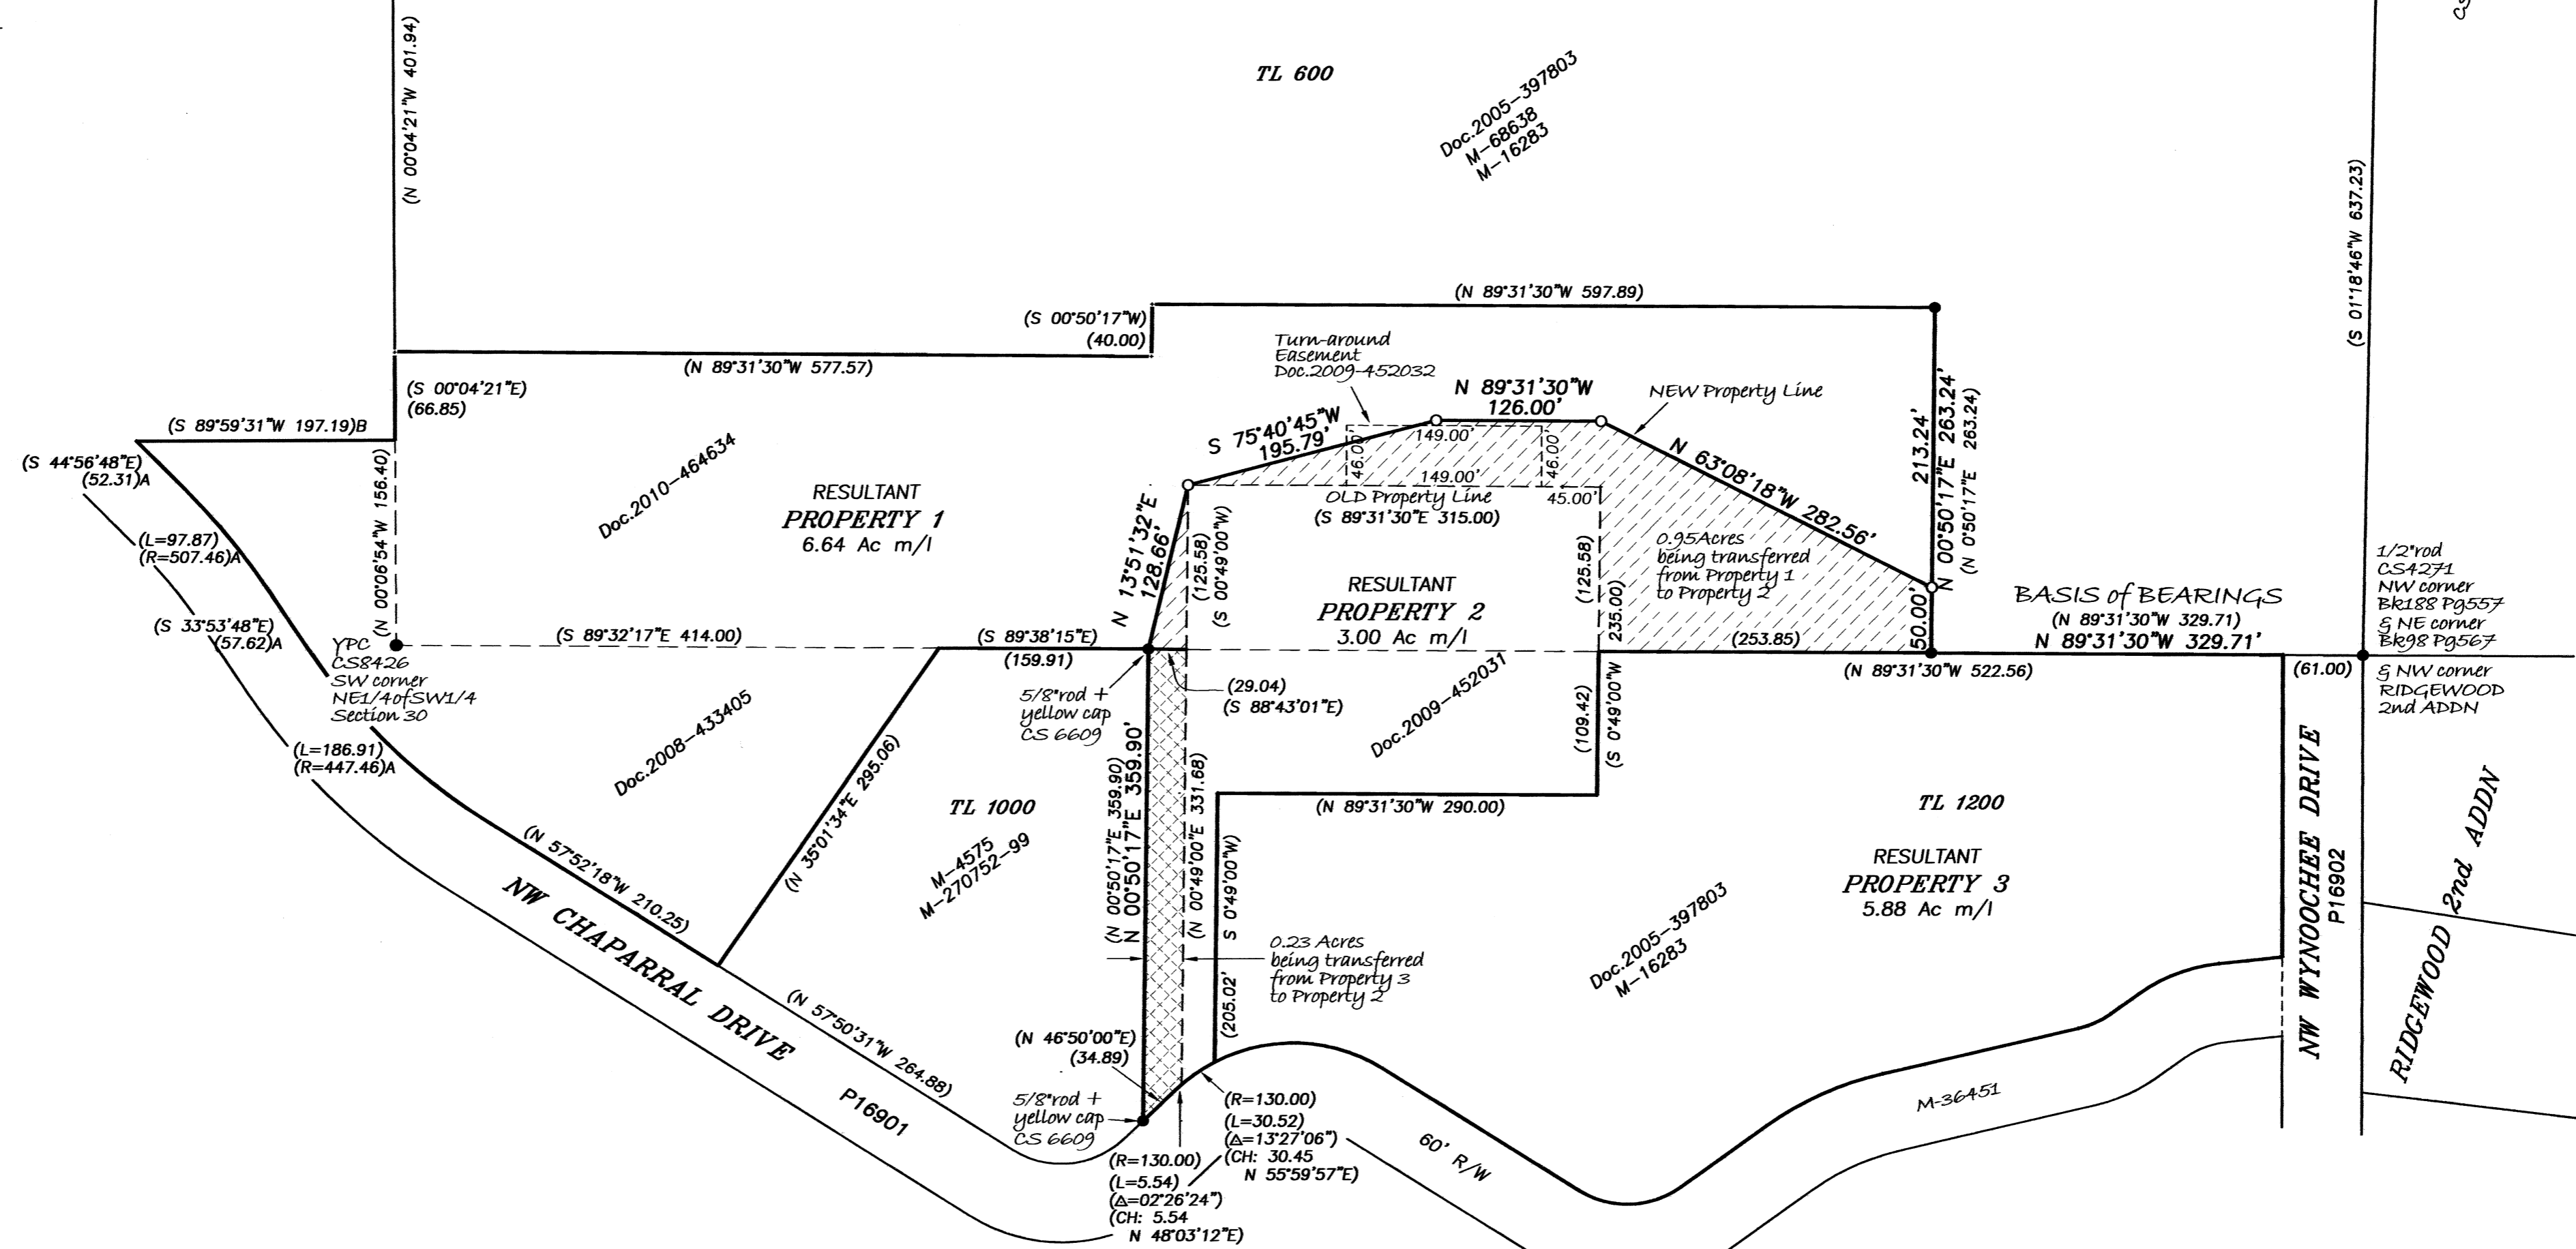 (N 00°04'21"W 401.94)
TL 600
Doc.2005-397803
M-68638
M-16283
(S 01°18'46"W 637.23)
(N 89°31'30"W 597.89)
(S 00°50'17"W)
(40.00)
(N 89°31'30"W 577.57)
(S 00°04'21"E)
(66.85)
(S 89°59'31"W 197.19)B
(S 44°56'48"E)
(52.31)A
(L=97.87)
(R=507.46)A
(S 33°53'48"E)
(57.62)A
(L=186.91)
(R=447.46)A
(N 00°06'54"W 156.40)
YPC
CS8426
SW corner
NE1/4ofSW1/4
Section 30
Doc.2010-464634
RESULTANT
PROPERTY 1
6.64 Ac m/l
(S 89°32'17"E 414.00)
(S 89°38'15"E)
(159.91)
Turn-around
Easement
Doc.2009-452032
N 89°31'30"W
126.00'
NEW Property Line
S 75°40'45"W
195.79'
149.00'
46.00'
46.00'
149.00'
45.00'
OLD Property Line
(S 89°31'30"E 315.00)
N 13°51'32"E
128.66'
(125.58)
(S 00°49'00"W)
RESULTANT
PROPERTY 2
3.00 Ac m/l
(125.58)
235.00)
N 63°08'18"W 282.56'
0.95Acres
being transferred
from Property 1
to Property 2
213.24'
N 00°50'17"E 263.24'
(N 0°50'17"E 263.24)
50.00'
(253.85)
(N 89°31'30"W 522.56)
BASIS of BEARINGS
(N 89°31'30"W 329.71)
N 89°31'30"W 329.71'
(61.00)
1/2"rod
CS4271
NW corner
Bk188 Pg557
& NE corner
Bk98 Pg567
& NW corner
RIDGEWOOD
2nd ADDN
5/8"rod +
yellow cap
CS 6609
(29.04)
(S 88°43'01"E)
Doc.2009-452031
(109.42)
(S 0°49'00"W
(N 89°31'30"W 290.00)
Doc.2008-433405
(N 35°01'34"E 295.06)
TL 1000
M-4575
M-270752-99
(N 00°50'17"E 359.90)
N 00°50'17"E 359.90'
(N 00°49'00"E 331.68)
S 0°49'00"W)
(205.02'
0.23 Acres
being transferred
from Property 3
to Property 2
TL 1200
RESULTANT
PROPERTY 3
5.88 Ac m/l
Doc.2005-397803
M-16283
NW WYNOOCHEE DRIVE
P16902
RIDGEWOOD 2nd ADDN
(N 57°52'18"W 210.25)
NW CHAPARRAL DRIVE
P16901
(N 57°50'31"W 264.88)
(N 46°50'00"E)
(34.89)
5/8"rod +
yellow cap
CS 6609
(R=130.00)
(L=30.52)
(Δ=13°27'06")
(CH: 30.45
N 55°59'57"E)
(R=130.00)
(L=5.54)
(Δ=02°26'24")
(CH: 5.54
N 48°03'12"E)
60' R/W
M-36451